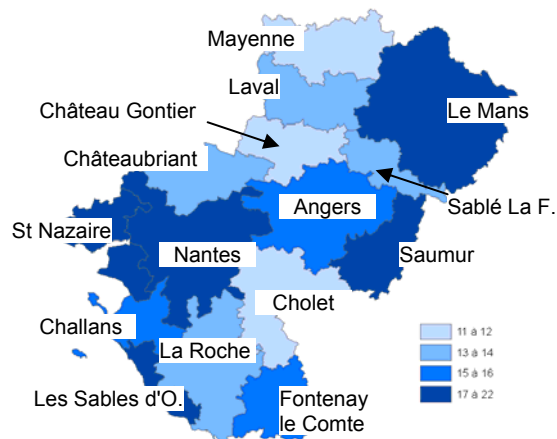 Mayenne
Laval
Le Mans
Château Gontier
Châteaubriant
Sablé La F.
Angers
St Nazaire
Nantes
Saumur
Cholet
Challans
La Roche
Les Sables d'O.
Fontenay
le Comte
11 à 12
13 à 14
15 à 16
17 à 22